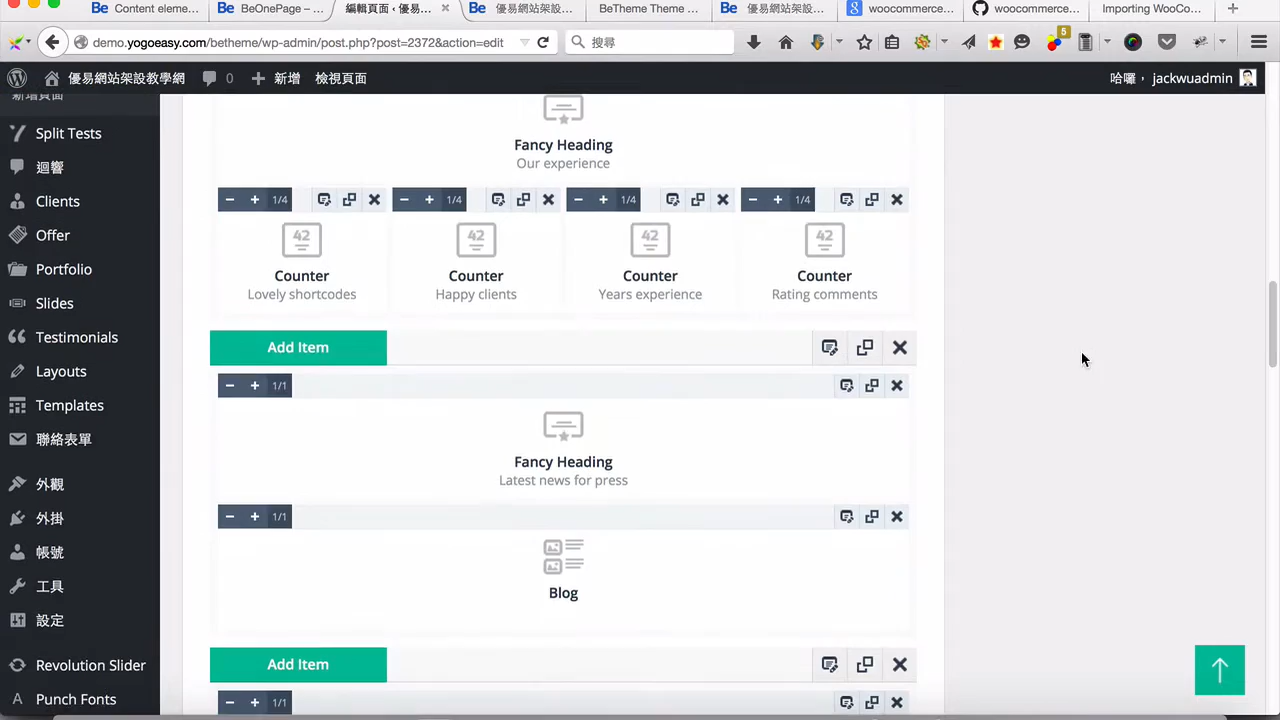 Content eleme...
BeOnePage – ...
編輯頁面 ‹ 優易...
優易網站架設...
BeTheme Theme ...
優易網站架設...
woocommerce...
woocommerce...
Importing WooCo...
demo.yogoeasy.com/betheme/wp-admin/post.php?post=2372&action=edit
搜尋
5
優易網站架設教學網
0
新增
檢視頁面
哈囉， jackwuadmin
新增頁面
Split Tests
迴響
Clients
Offer
Portfolio
Slides
Testimonials
Layouts
Templates
聯絡表單
外觀
外掛
帳號
工具
設定
Revolution Slider
Punch Fonts
Fancy Heading
Our experience
1/4
1/4
1/4
1/4
42
42
42
42
Counter
Counter
Counter
Counter
Lovely shortcodes
Happy clients
Years experience
Rating comments
Add Item
1/1
Fancy Heading
Latest news for press
1/1
Blog
Add Item
1/1